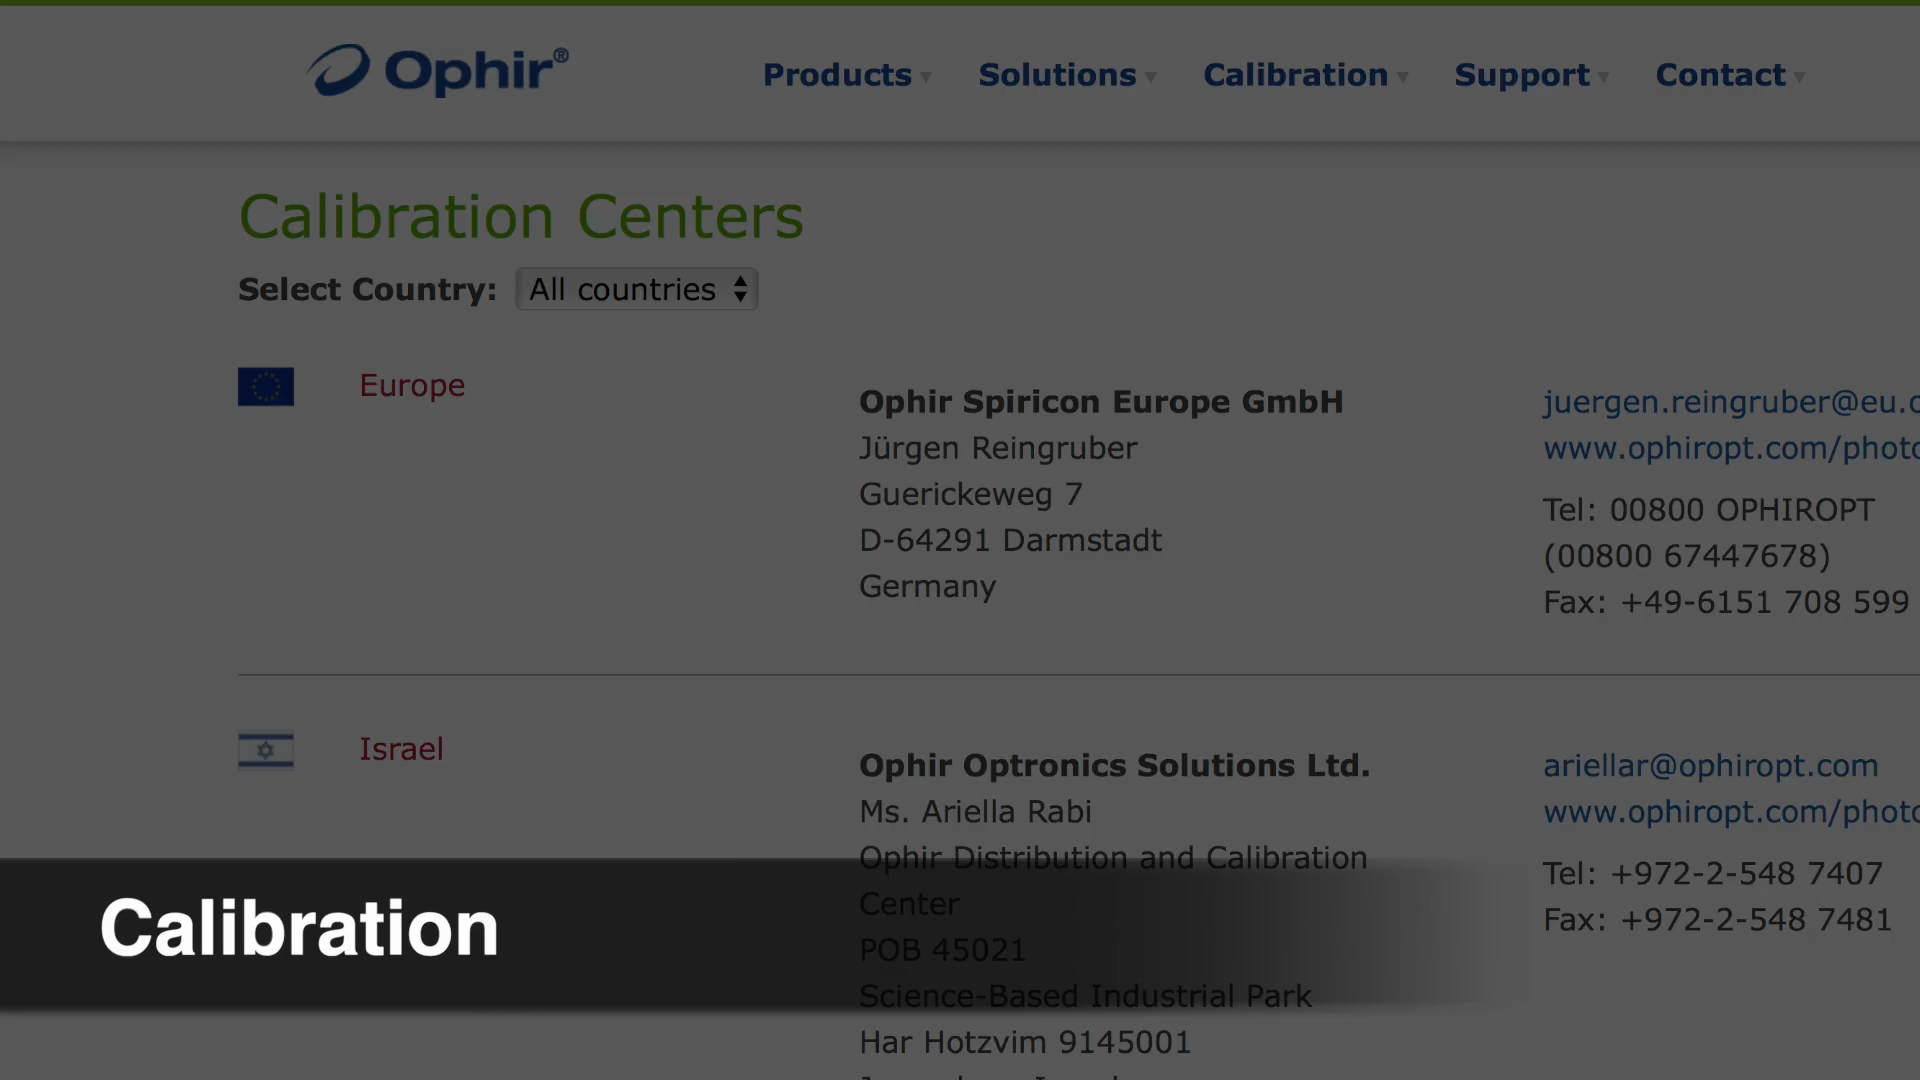 Ophir®
Products Solutions Calibration Support Contact
Calibration Centers
Select Country: All countries
Europe
Ophir Spiricon Europe GmbH
Jürgen Reingruber
Guerickeweg 7
D-64291 Darmstadt
Germany
juergen.reingruber@eu.o
www.ophiropt.com/photo
Tel: 00800 OPHIROPT
(00800 67447678)
Fax: +49-6151 708 599
Israel
Ophir Optronics Solutions Ltd.
Ms. Ariella Rabi
Ophir Distribution and Calibration
Center
POB 45021
Science-Based Industrial Park
Har Hotzvim 9145001
ariellar@ophiropt.com
www.ophiropt.com/photo
Tel: +972-2-548 7407
Fax: +972-2-548 7481
Calibration